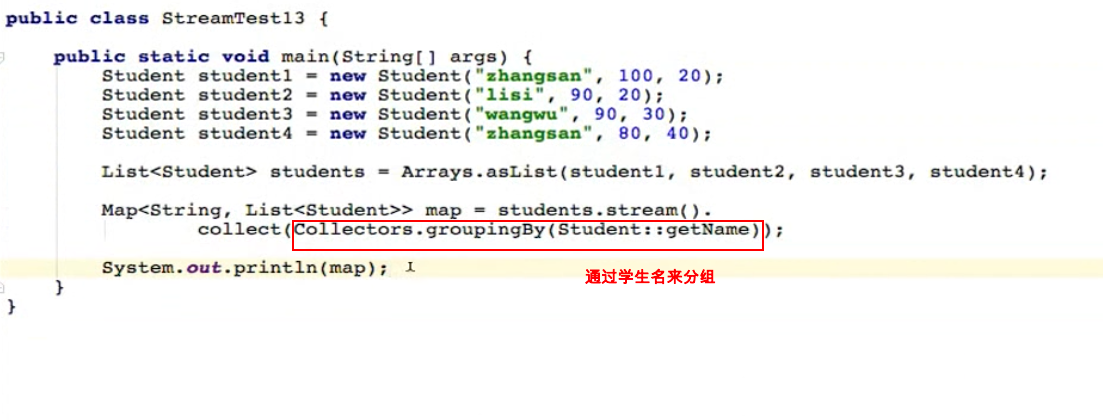 public class StreamTest13 {
public static void main(String[] args) {
Student student1 = new Student("zhangsan", 100, 20);
Student student2 = new Student("lisi", 90, 20);
Student student3 = new Student("wangwu", 90, 30);
Student student4 = new Student("zhangsan", 80, 40);
List<Student> students = Arrays.asList(student1, student2, student3, student4);
Map<String, List<Student>> map = students.stream().
collect(Collectors.groupingBy(Student::getName));
System.out.println(map);
通过学生名来分组
}
}